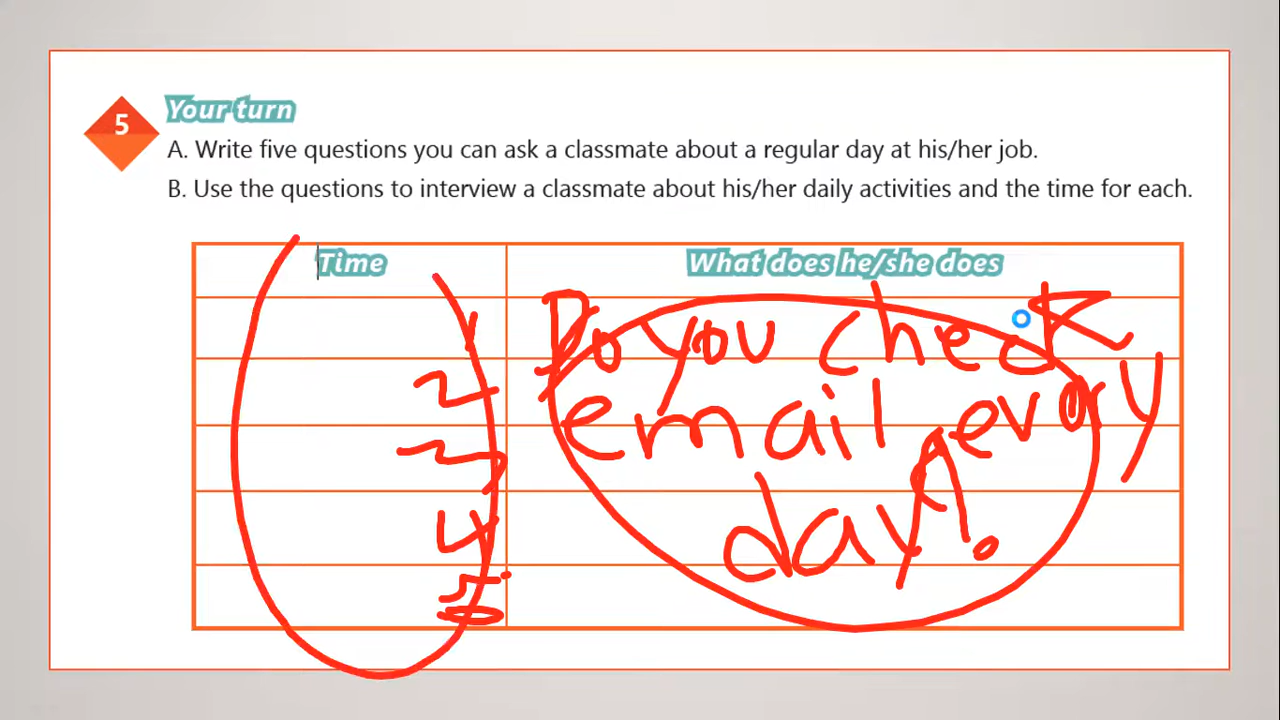 5
Your turn
A. Write five questions you can ask a classmate about a regular day at his/her job.
B. Use the questions to interview a classmate about his/her daily activities and the time for each.
Time
What does he/she does
1
2
3
4
5
Do you check
email every
day?